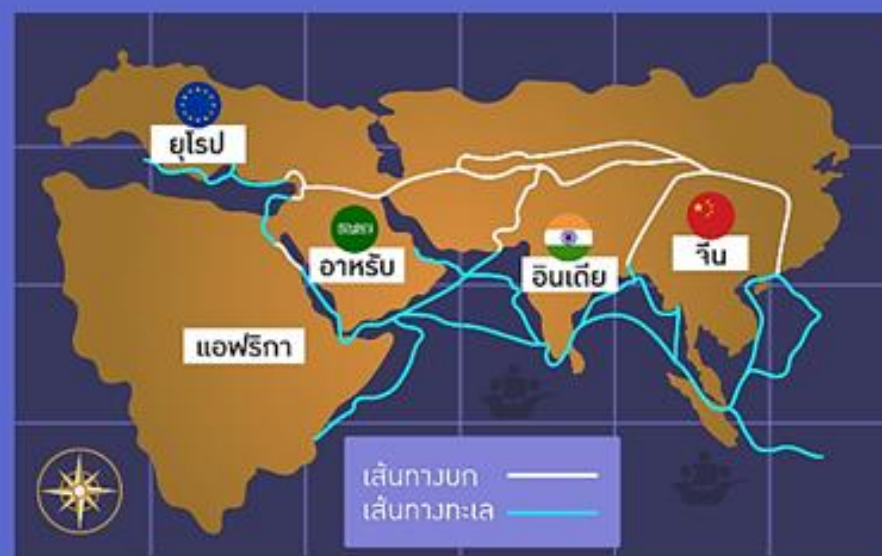 ยุโรป
อาหรับ
อินเดีย
จีน
แอฟริกา
เส้นทางบก
เส้นทางทะเล